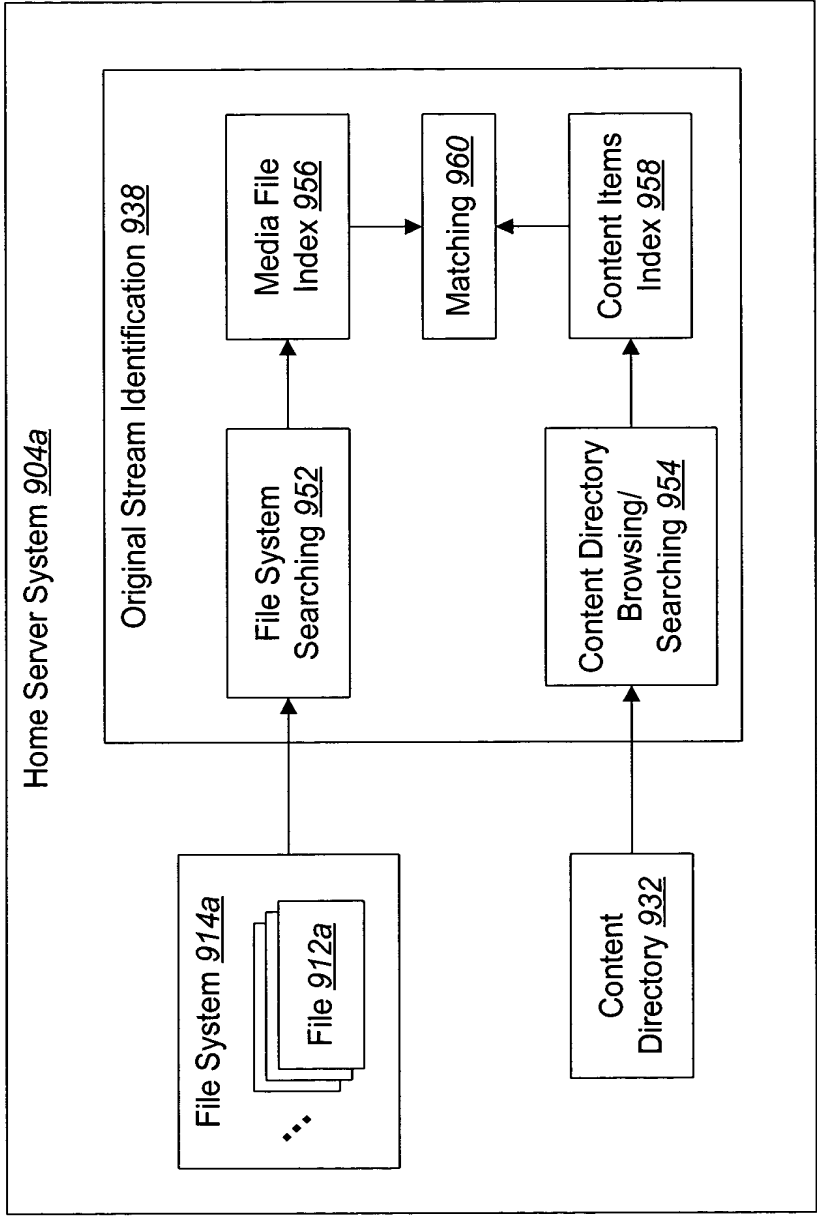 Home Server System 904a
Original Stream Identification 938
File System 914a
File 912a
File System
Searching 952
Media File
Index 956
Matching 960
Content
Directory 932
Content Directory
Browsing/
Searching 954
Content Items
Index 958